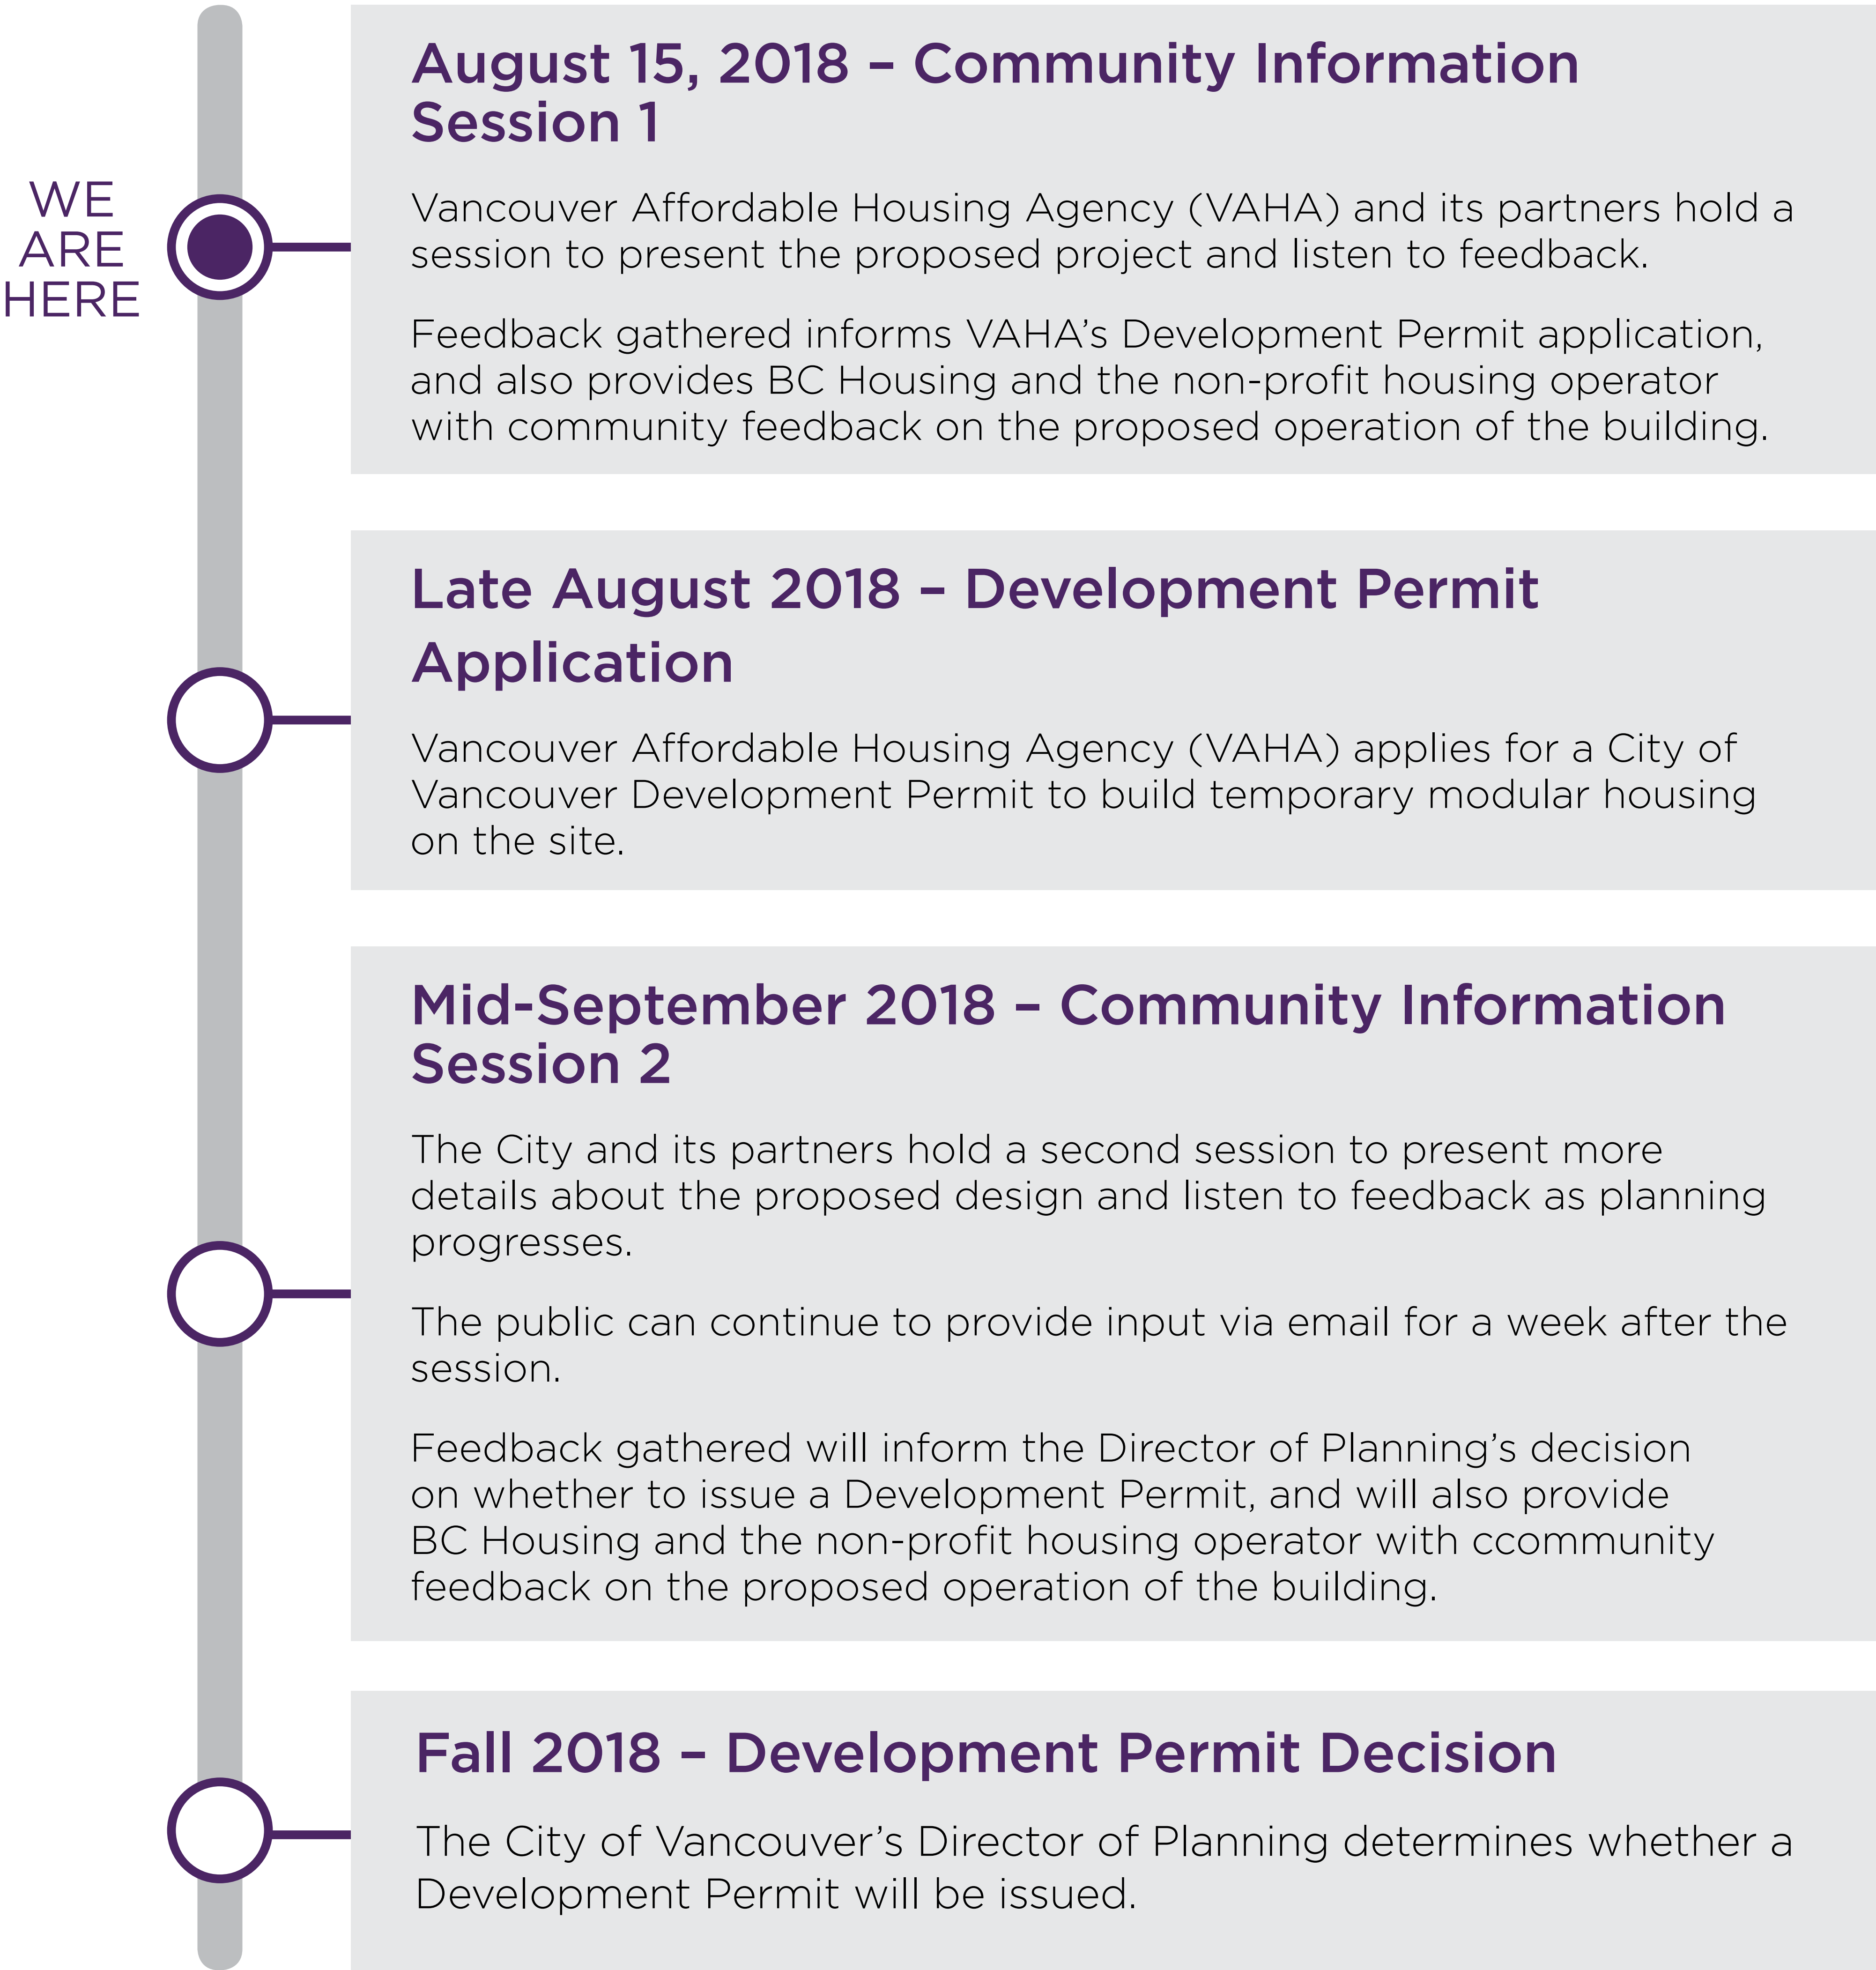 WE
ARE
HERE
August 15, 2018 – Community Information
Session 1
Vancouver Affordable Housing Agency (VAHA) and its partners hold a
session to present the proposed project and listen to feedback.
Feedback gathered informs VAHA’s Development Permit application,
and also provides BC Housing and the non-profit housing operator
with community feedback on the proposed operation of the building.
Late August 2018 – Development Permit
Application
Vancouver Affordable Housing Agency (VAHA) applies for a City of
Vancouver Development Permit to build temporary modular housing
on the site.
Mid-September 2018 – Community Information
Session 2
The City and its partners hold a second session to present more
details about the proposed design and listen to feedback as planning
progresses.
The public can continue to provide input via email for a week after the
session.
Feedback gathered will inform the Director of Planning’s decision
on whether to issue a Development Permit, and will also provide
BC Housing and the non-profit housing operator with ccommunity
feedback on the proposed operation of the building.
Fall 2018 – Development Permit Decision
The City of Vancouver’s Director of Planning determines whether a
Development Permit will be issued.